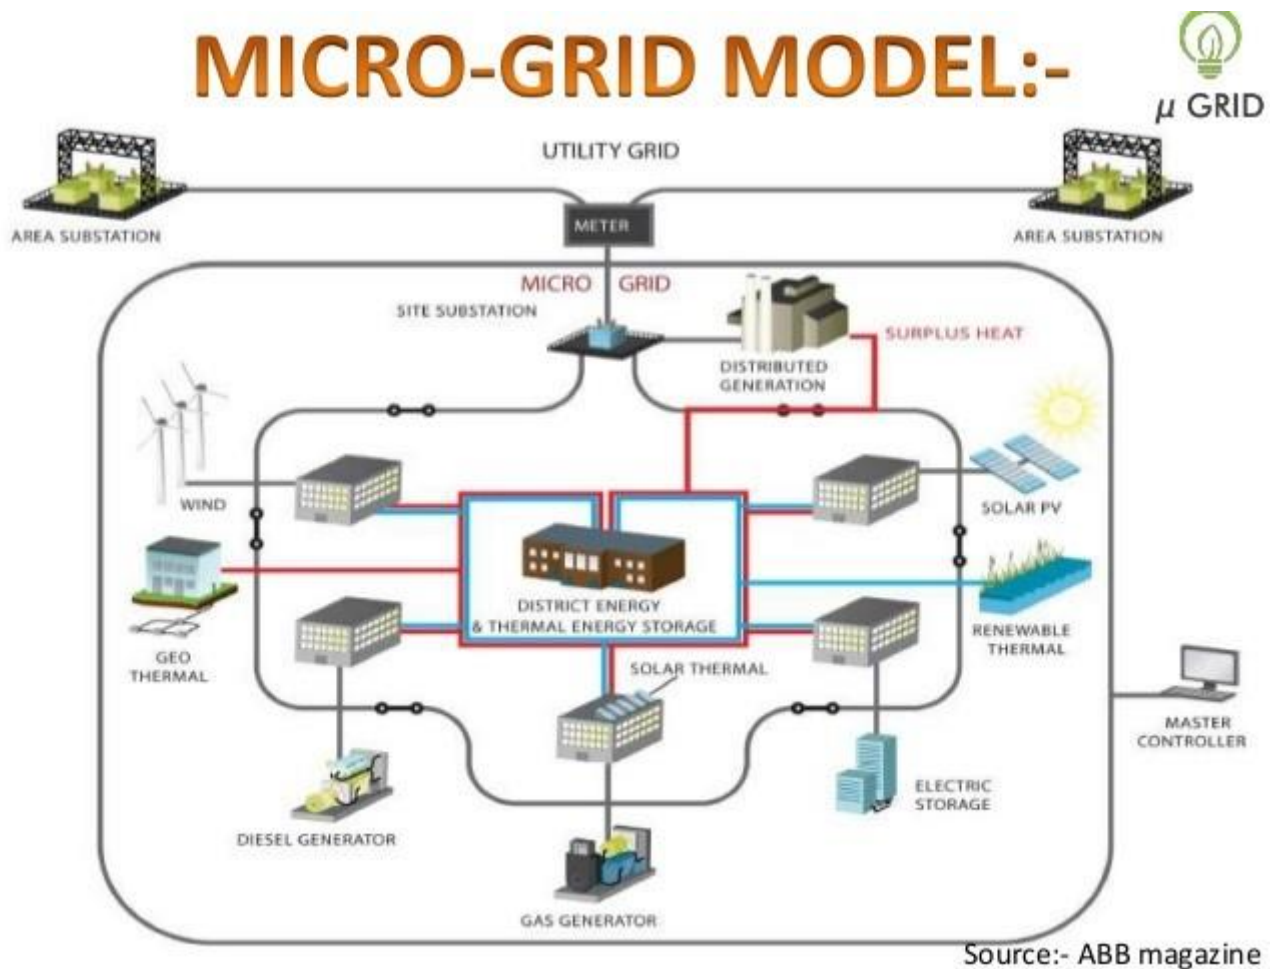 MICRO-GRID MODEL:-
μ GRID
UTILITY GRID
METER
AREA SUBSTATION
AREA SUBSTATION
MICRO GRID
SITE SUBSTATION
SURPLUS HEAT
DISTRIBUTED
GENERATION
WIND
SOLAR PV
DISTRICT ENERGY
& THERMAL ENERGY STORAGE
RENEWABLE
THERMAL
GEO
THERMAL
SOLAR THERMAL
MASTER
CONTROLLER
ELECTRIC
STORAGE
DIESEL GENERATOR
GAS GENERATOR
Source:- ABB magazine